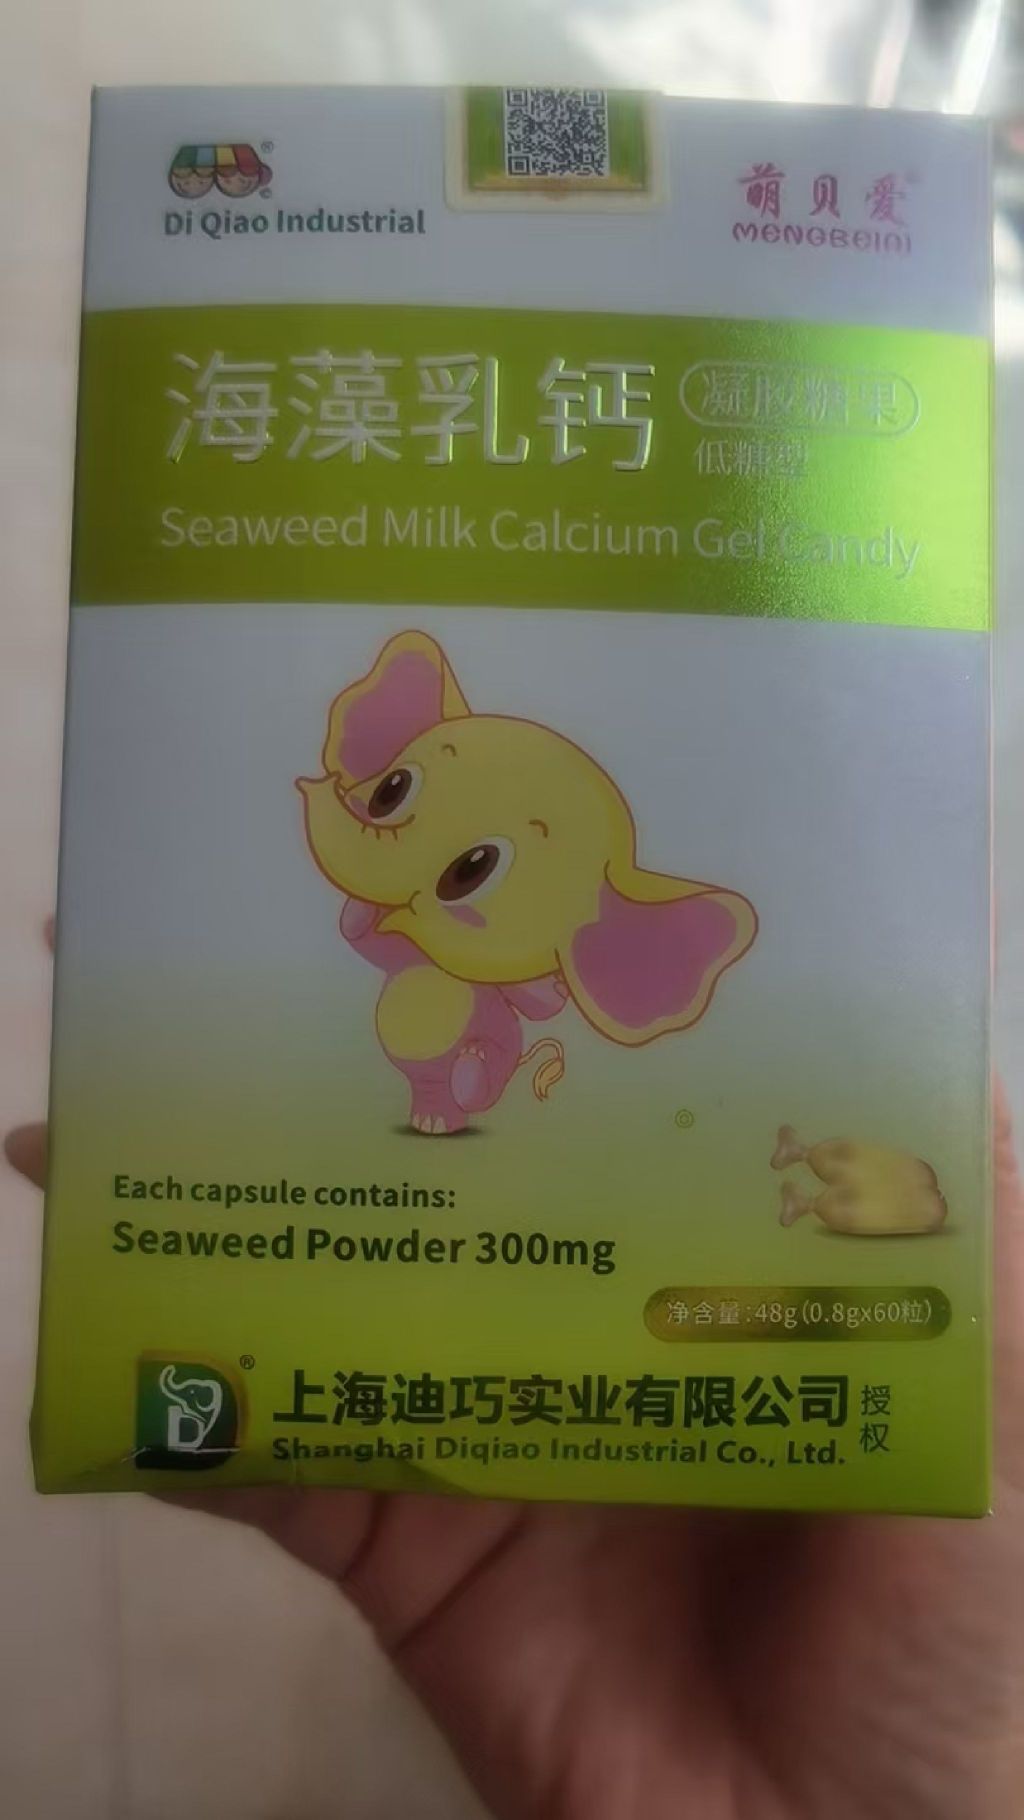 Di Qiao Industrial
萌贝爱
MENGBEIAI
海藻乳钙
凝胶糖果
低糖型
Seaweed Milk Calcium Gel Candy
Each capsule contains:
Seaweed Powder 300mg
净含量:48g(0.8gx60粒)
D
上海迪巧实业有限公司
授权
Shanghai Diqiao Industrial Co., Ltd.